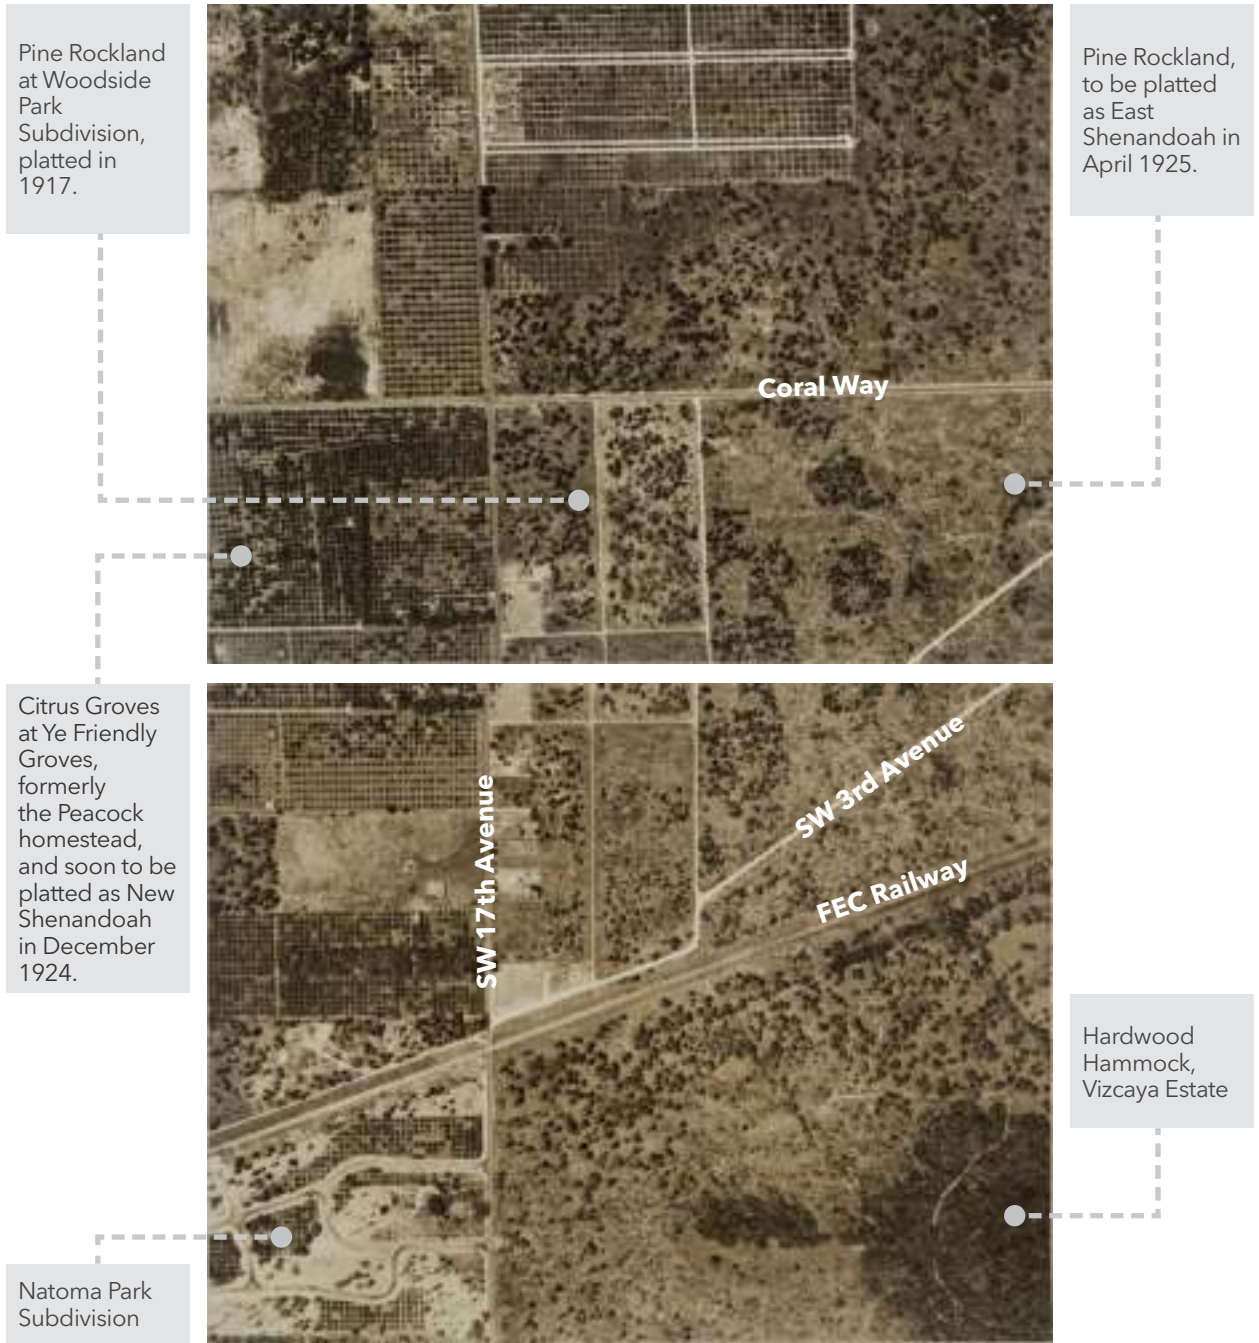 Pine Rockland
at Woodside
Park
Subdivision,
platted in
1917.
Pine Rockland,
to be platted
as East
Shenandoah in
April 1925.
Coral Way
Citrus Groves
at Ye Friendly
Groves,
formerly
the Peacock
homestead,
and soon to be
platted as New
Shenandoah
in December
1924.
SW 17th Avenue
SW 3rd Avenue
FEC Railway
Hardwood
Hammock,
Vizcaya Estate
Natoma Park
Subdivision